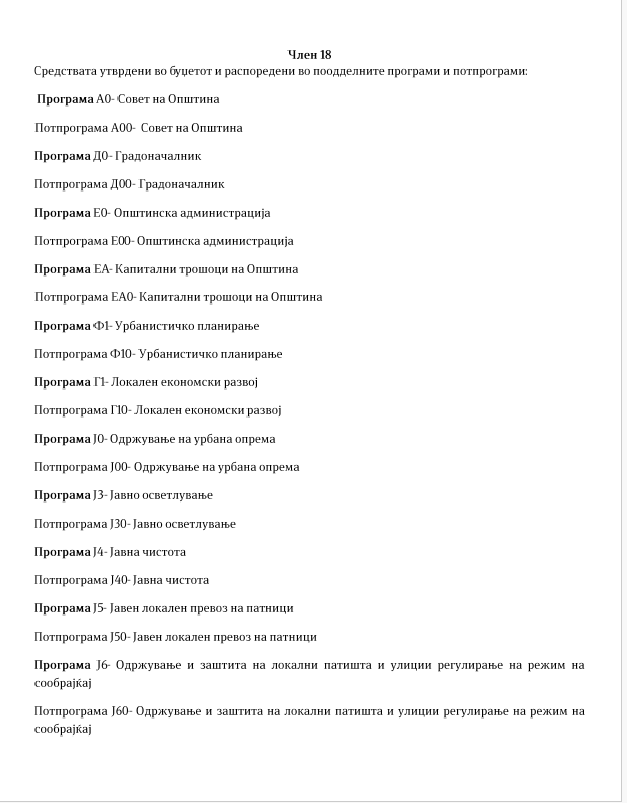 Член 18
Средствата утврдени во буџетот и распоредени во поодделните програми и потпрограми:
Програма А0- Совет на Општина
Потпрограма А00- Совет на Општина
Програма Д0- Градоначалник
Потпрограма Д00- Градоначалник
Програма Е0- Општинска администрација
Потпрограма Е00- Општинска администрација
Програма ЕА- Капитални трошоци на Општина
Потпрограма ЕА0- Капитални трошоци на Општина
Програма Ф1- Урбанистичко планирање
Потпрограма Ф10- Урбанистичко планирање
Програма Г1- Локален економски развој
Потпрограма Г10- Локален економски развој
Програма Ј0- Одржување на урбана опрема
Потпрограма Ј00- Одржување на урбана опрема
Програма Ј3- Јавно осветлување
Потпрограма Ј30- Јавно осветлување
Програма Ј4- Јавна чистота
Потпрограма Ј40- Јавна чистота
Програма Ј5- Јавен локален превоз на патници
Потпрограма Ј50- Јавен локален превоз на патници
Програма Ј6- Одржување и заштита на локални патишта и улиции регулирање на режим на
сообрајќај
Потпрограма Ј60- Одржување и заштита на локални патишта и улиции регулирање на режим на
сообрајќај